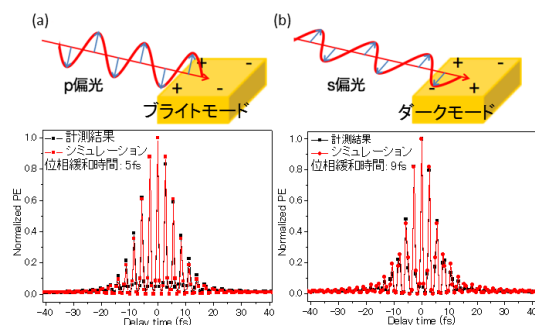 (a)
+
-
+
-
p偏光
ブライトモード
(b)
+
-
-
+
s偏光
ダークモード
1.0
0.8
0.6
0.4
0.2
0.0
Normalized PE
計測結果
シミュレーション
位相緩和時間: 5fs
-40
-30
-20
-10
0
10
20
30
40
Delay time (fs)
1.0
0.8
0.6
0.4
0.2
0.0
Normalized PE
計測結果
シミュレーション
位相緩和時間: 9fs
-40
-30
-20
-10
0
10
20
30
40
Delay time (fs)